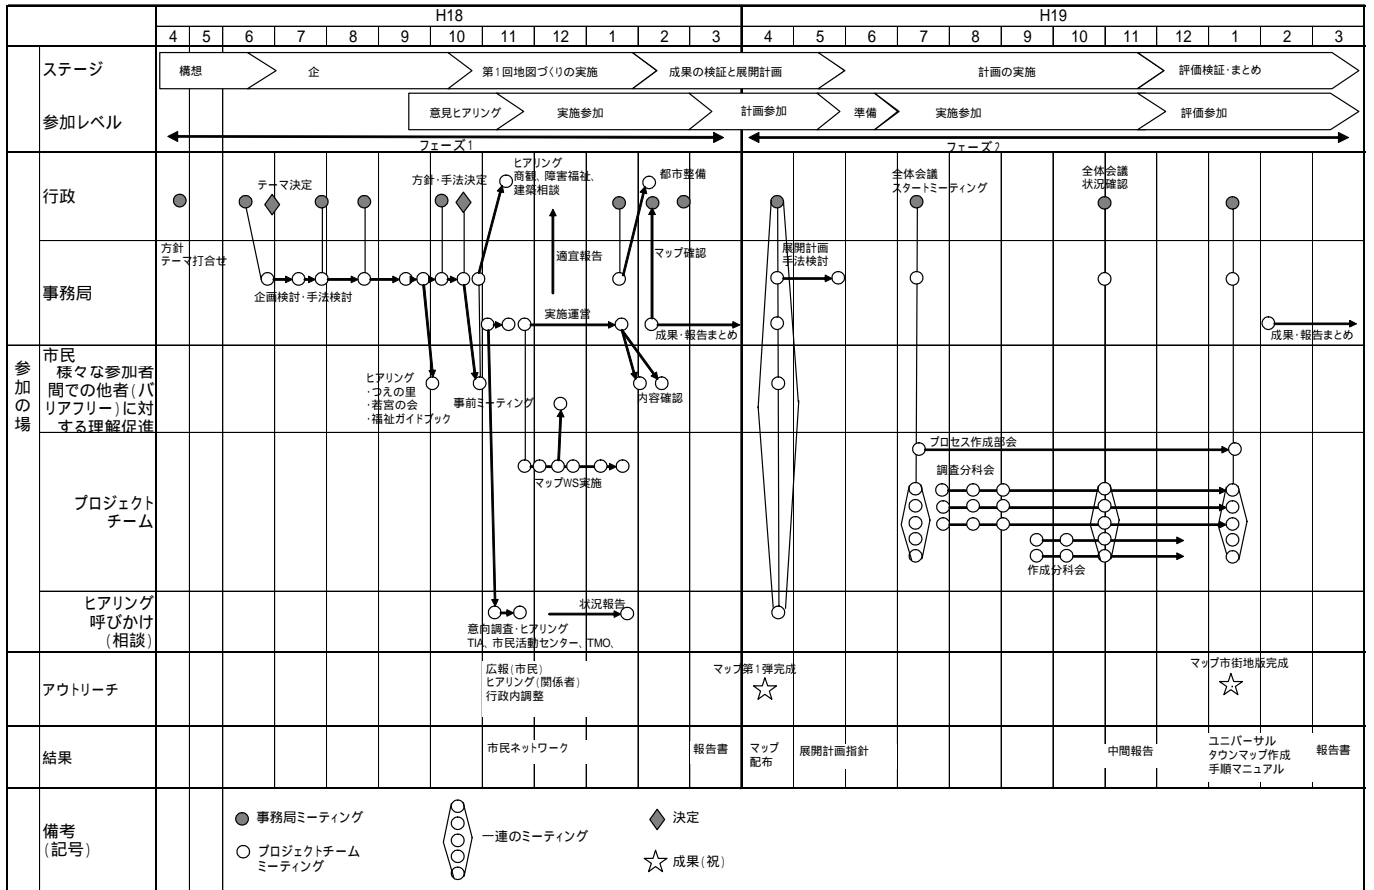 H18
H19
4 5 6 7 8 9 10 11 12 1 2 3 4 5 6 7 8 9 10 11 12 1 2 3
ステージ
構想
企
第1回地図づくりの実施
成果の検証と展開計画
計画の実施
評価検証・まとめ
参加レベル
意見ヒアリング
実施参加
計画参加
準備
実施参加
評価参加
フェーズ1
フェーズ2
行政
テーマ決定
方針・手法決定
ヒアリング
商観、障害福祉、
建築相談
都市整備
全体会議
スタートミーティング
全体会議
状況確認
方針
テーマ打合せ
適宜報告
マップ確認
展開計画
手法検討
事務局
企画検討・手法検討
実施運営
成果・報告まとめ
成果・報告まとめ
参加の場
市民
様々な参加者
間での他者(バ
リアフリー)に対
する理解促進
ヒアリング
・つえの里
・若宮の会
・福祉ガイドブック
事前ミーティング
内容確認
プロジェクト
チーム
マップWS実施
プロセス作成部会
調査分科会
作成分科会
ヒアリング
呼びかけ
(相談)
状況報告
意向調査・ヒアリング
TIA、市民活動センター、TMO、
アウトリーチ
広報(市民)
ヒアリング(関係者)
行政内調整
マップ第1弾完成
マップ市街地版完成
結果
市民ネットワーク
報告書
マップ
配布
展開計画指針
中間報告
ユニバーサル
タウンマップ作成
手順マニュアル
報告書
備考
(記号)
事務局ミーティング
プロジェクトチーム
ミーティング
一連のミーティング
決定
成果(祝)